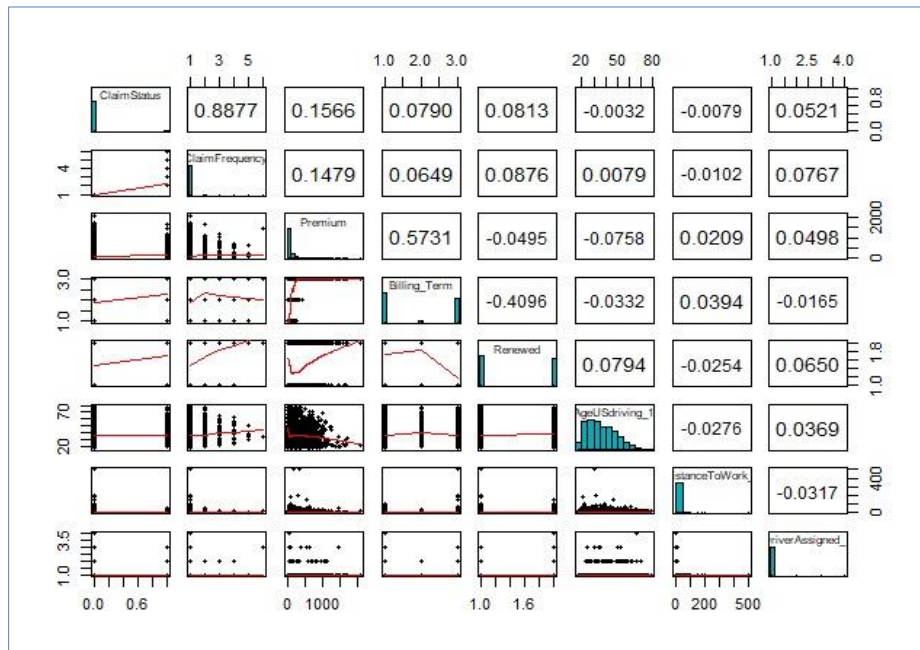 1 3 5 1.0 2.0 3.0 20 50 80 1.0 2.5 4.0
ClaimStatus 0.8877 0.1566 0.0790 0.0813 -0.0032 -0.0079 0.0521 0.0 0.8
1 4 ClaimFrequency 0.1479 0.0649 0.0876 0.0079 -0.0102 0.0767
Premium 0.5731 -0.0495 -0.0758 0.0209 0.0498 0 2000
1.0 3.0 Billing_Term -0.4096 -0.0332 0.0394 -0.0165
Renewed 0.0794 -0.0254 0.0650 1.0 1.8
20 70 AgeUSdriving_1 -0.0276 0.0369
stanceToWork_ -0.0317 0 400
1.0 3.5 riverAssigned_
0.0 0.6 0 1000 1.0 1.6 0 200 500